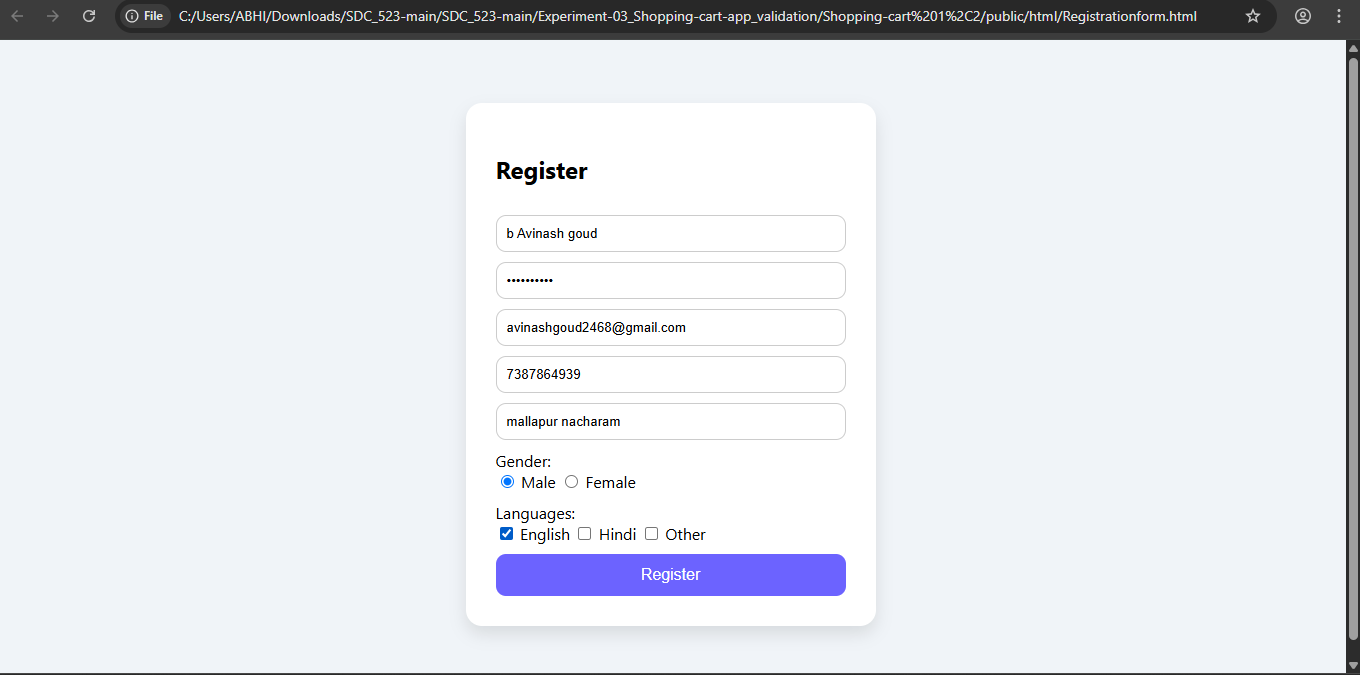 File C:/Users/ABHI/Downloads/SDC_523-main/SDC_523-main/Experiment-03_Shopping-cart-app_validation/Shopping-cart%201%2C2/public/html/Registrationform.html
Register
b Avinash goud
••••••••••
avinashgoud2468@gmail.com
7387864939
mallapur nacharam
Gender:
Male Female
Languages:
English Hindi Other
Register